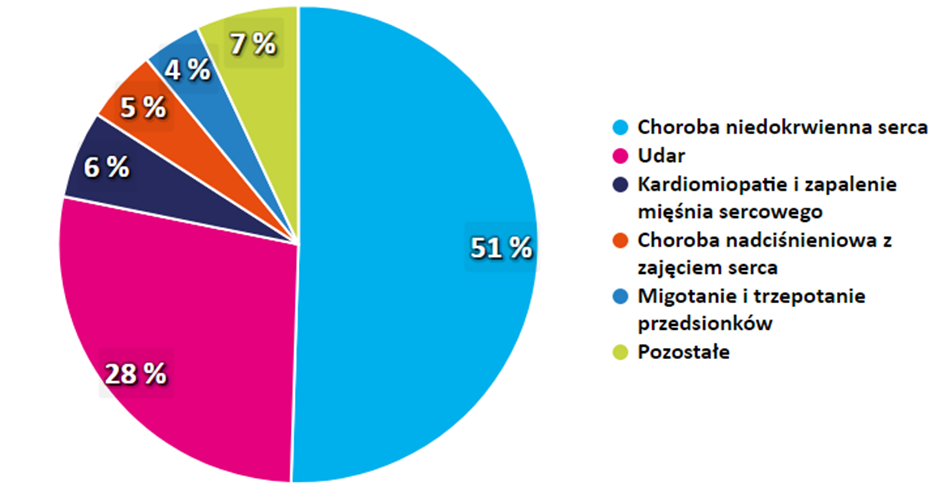 7 %
4 %
5 %
6 %
51 %
28 %
Choroba niedokrwienna serca
Udar
Kardiomiopatie i zapalenie
mięśnia sercowego
Choroba nadciśnieniowa z
zajęciem serca
Migotanie i trzepotanie
przedsionków
Pozostałe